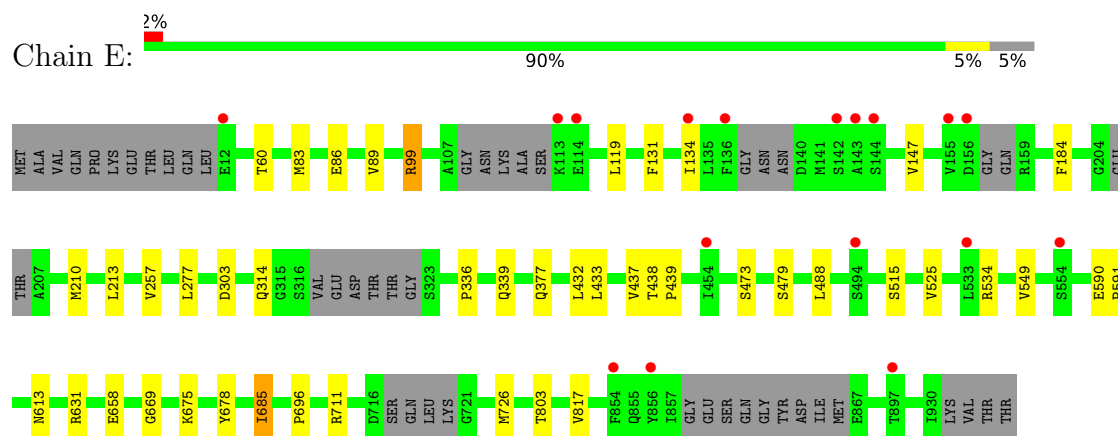 2%
Chain E:
90% 5% 5%
MET ALA VAL GLN PRO LYS GLU THR LEU GLN LEU E12 T60 M83 E86 V89 R99 A107 GLY ASN LYS ALA SER K113 E114 L119 F131 I134 L135 F136 GLY ASN ASN D140 M141 S142 A143 S144 V147 V155 D156 GLY GLN R159 F184 G204 GLU
THR A207 M210 L213 V257 L277 D303 Q314 G315 S316 VAL GLU ASP THR THR GLY S323 P336 Q339 Q377 L432 L433 V437 T438 P439 I454 S473 S479 L488 S494 S515 V525 L533 R534 V549 S554 E590
N613 R631 E658 G669 K675 Y678 I685 P696 R711 D716 SER GLN LEU LYS G721 M726 T803 V817 F854 Q855 Y856 I857 GLY GLU SER GLN GLY TYR ASP ILE MET E867 T897 I930 LYS VAL THR THR